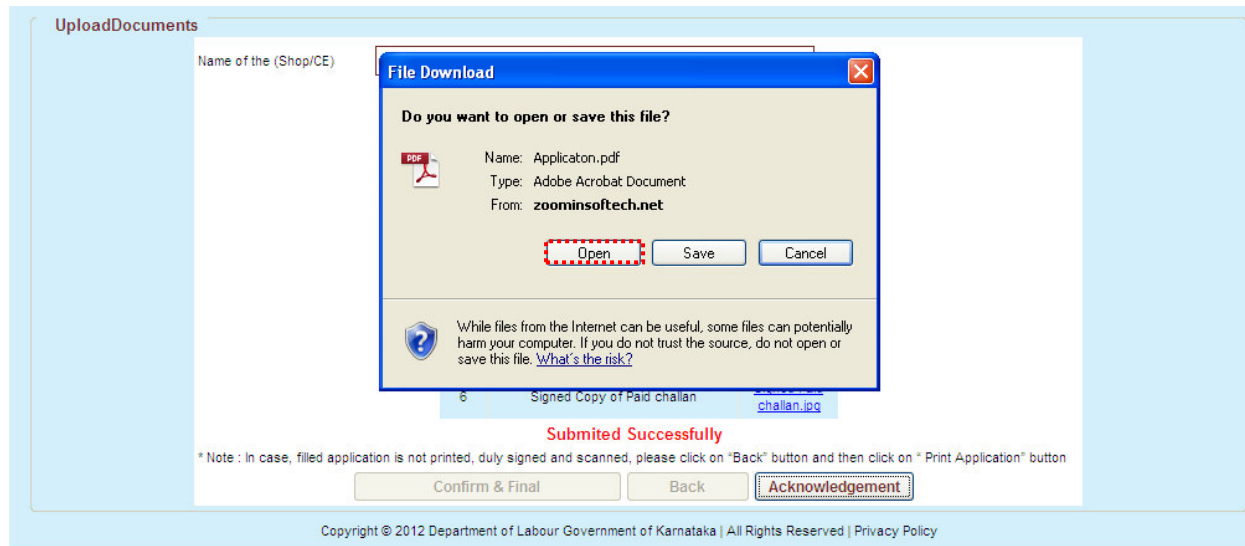 UploadDocuments
Name of the (Shop/CE)
File Download
Do you want to open or save this file?
Name: Applicaton.pdf
Type: Adobe Acrobat Document
From: zoominsoftech.net
Open Save Cancel
While files from the Internet can be useful, some files can potentially
harm your computer. If you do not trust the source, do not open or
save this file. What's the risk?
6 Signed Copy of Paid challan
challan.jpg
Submited Successfully
* Note : In case, filled application is not printed, duly signed and scanned, please click on "Back" button and then click on " Print Application" button
Confirm & Final Back Acknowledgement
Copyright © 2012 Department of Labour Government of Karnataka | All Rights Reserved | Privacy Policy